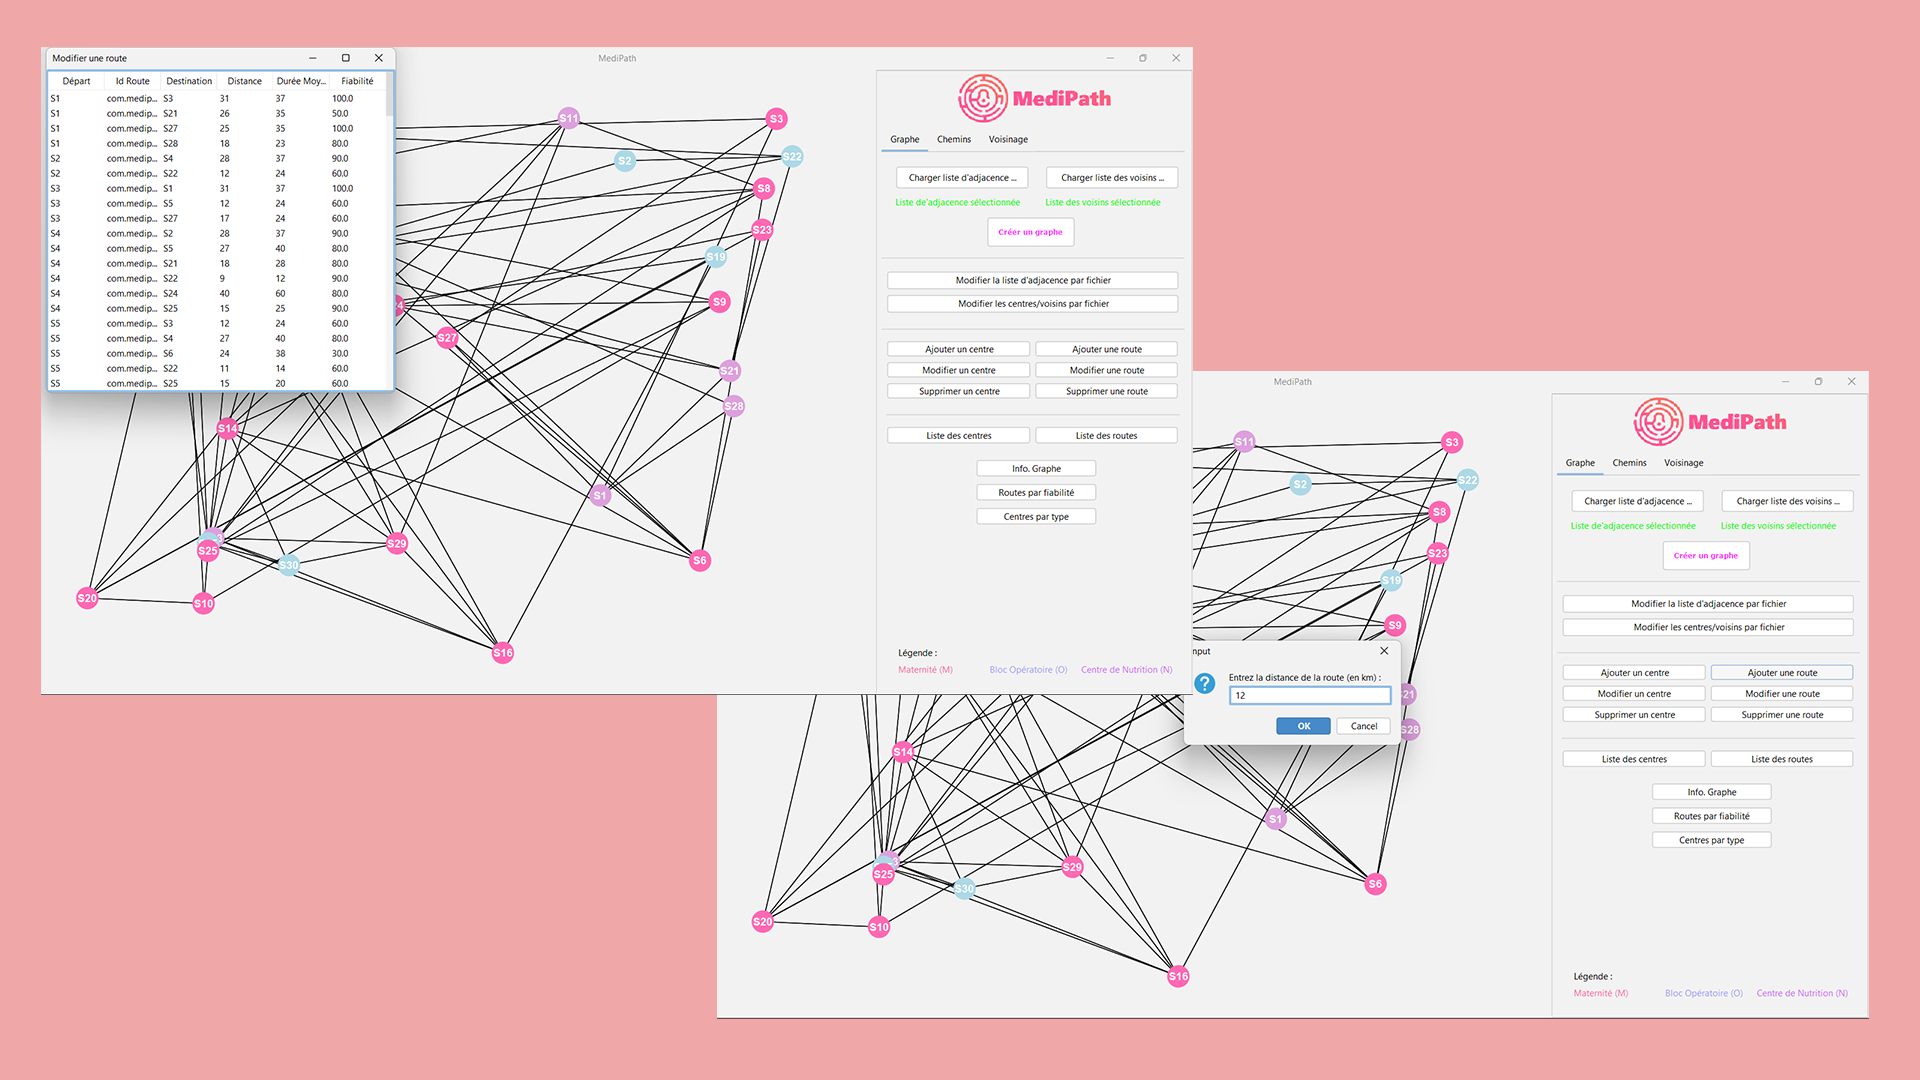 Modifier une route
Départ Id Route Destination Distance Durée Moy... Fiabilité
S1 com.medip... S3 31 37 100.0
S1 com.medip... S21 26 35 50.0
S1 com.medip... S27 25 35 100.0
S1 com.medip... S28 18 23 80.0
S2 com.medip... S4 28 37 90.0
S2 com.medip... S22 12 24 60.0
S3 com.medip... S1 31 37 100.0
S3 com.medip... S5 12 24 60.0
S3 com.medip... S27 17 24 60.0
S4 com.medip... S2 28 37 90.0
S4 com.medip... S5 27 40 80.0
S4 com.medip... S21 18 28 80.0
S4 com.medip... S22 9 12 90.0
S4 com.medip... S24 40 60 80.0
S4 com.medip... S25 15 25 90.0
S5 com.medip... S3 12 24 60.0
S5 com.medip... S4 27 40 80.0
S5 com.medip... S6 24 38 30.0
S5 com.medip... S22 11 14 60.0
S5 com.medip... S25 15 20 60.0
MediPath
S11
S3
S2
S22
S8
S23
S19
S9
S27
S21
S28
S14
S1
S25
S29
S30
S6
S20
S10
S16
MediPath
Graphe Chemins Voisinage
Charger liste d'adjacence ... Charger liste des voisins ...
Liste de'adjacence sélectionnée Liste des voisins sélectionnée
Créer un graphe
Modifier la liste d'adjacence par fichier
Modifier les centres/voisins par fichier
Ajouter un centre Ajouter une route
Modifier un centre Modifier une route
Supprimer un centre Supprimer une route
Liste des centres Liste des routes
Info. Graphe
Routes par fiabilité
Centres par type
Légende :
Maternité (M) Bloc Opératoire (O) Centre de Nutrition (N)
MediPath
S11
S3
S2
S22
S8
S23
S19
S9
nput
Entrez la distance de la route (en km) :
12
OK Cancel
21
S28
S14
S1
S25
S29
S30
S6
S20
S10
S16
MediPath
Graphe Chemins Voisinage
Charger liste d'adjacence ... Charger liste des voisins ...
Liste de'adjacence sélectionnée Liste des voisins sélectionnée
Créer un graphe
Modifier la liste d'adjacence par fichier
Modifier les centres/voisins par fichier
Ajouter un centre Ajouter une route
Modifier un centre Modifier une route
Supprimer un centre Supprimer une route
Liste des centres Liste des routes
Info. Graphe
Routes par fiabilité
Centres par type
Légende :
Maternité (M) Bloc Opératoire (O) Centre de Nutrition (N)